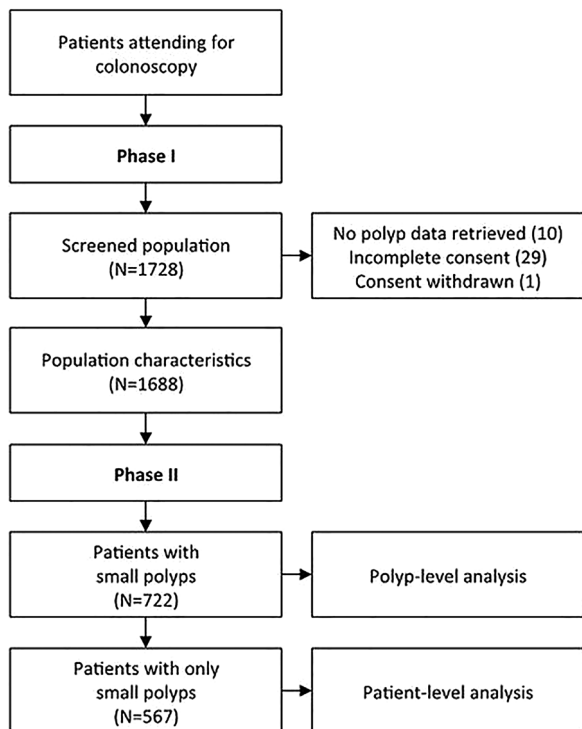 Patients attending for
colonoscopy
Phase I
Screened population
(N=1728)
No polyp data retrieved (10)
Incomplete consent (29)
Consent withdrawn (1)
Population characteristics
(N=1688)
Phase II
Patients with
small polyps
(N=722)
Polyp-level analysis
Patients with only
small polyps
(N=567)
Patient-level analysis